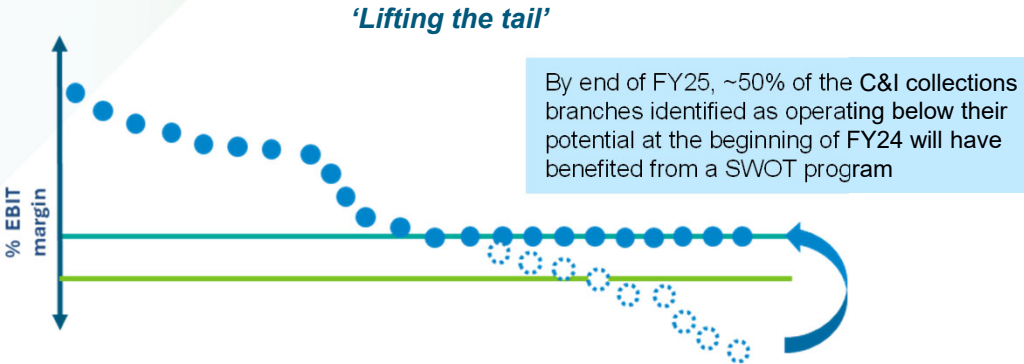 ‘Lifting the tail’
By end of FY25, ~50% of the C&I collections
branches identified as operating below their
potential at the beginning of FY24 will have
benefited from a SWOT program
% EBIT
margin